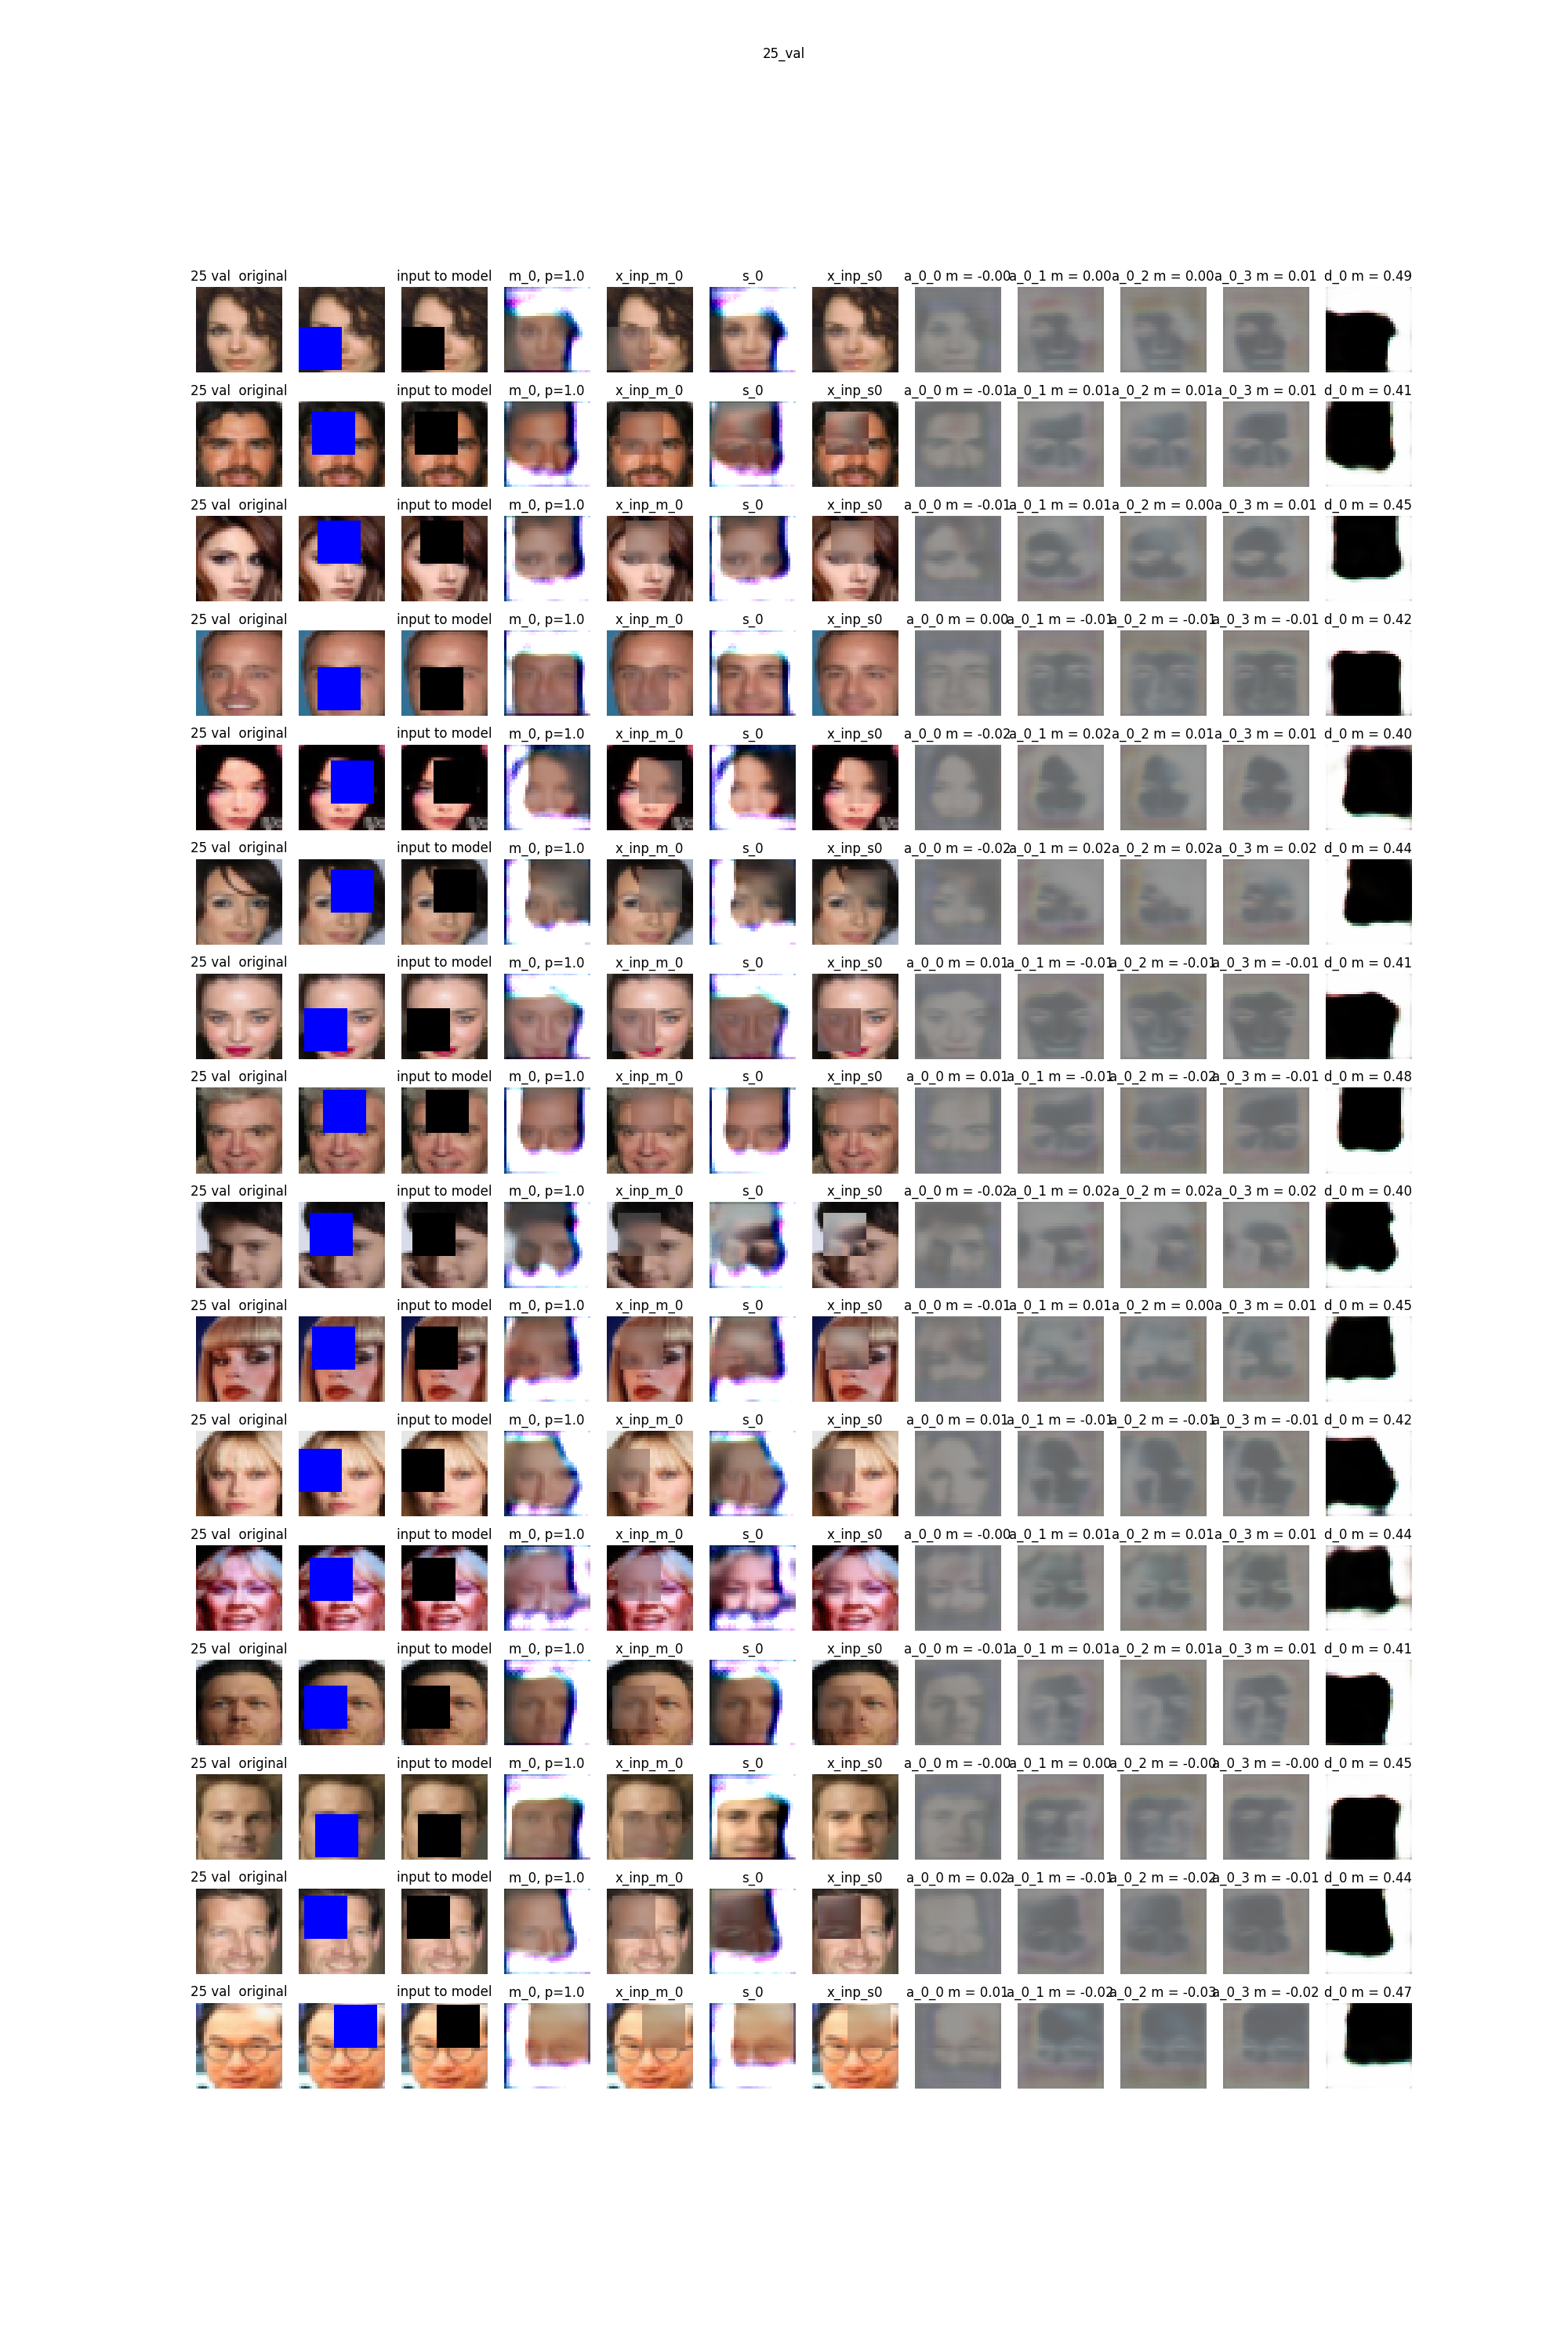 25_val
25 val  original input to model m_0, p=1.0 x_inp_m_0 s_0 x_inp_s0 a_0_0 m = -0.00 a_0_1 m = 0.00 a_0_2 m = 0.00 a_0_3 m = 0.01 d_0 m = 0.49
25 val  original input to model m_0, p=1.0 x_inp_m_0 s_0 x_inp_s0 a_0_0 m = -0.01 a_0_1 m = 0.01 a_0_2 m = 0.01 a_0_3 m = 0.01 d_0 m = 0.41
25 val  original input to model m_0, p=1.0 x_inp_m_0 s_0 x_inp_s0 a_0_0 m = -0.01 a_0_1 m = 0.01 a_0_2 m = 0.00 a_0_3 m = 0.01 d_0 m = 0.45
25 val  original input to model m_0, p=1.0 x_inp_m_0 s_0 x_inp_s0 a_0_0 m = 0.00 a_0_1 m = -0.01 a_0_2 m = -0.01 a_0_3 m = -0.01 d_0 m = 0.42
25 val  original input to model m_0, p=1.0 x_inp_m_0 s_0 x_inp_s0 a_0_0 m = -0.02 a_0_1 m = 0.02 a_0_2 m = 0.01 a_0_3 m = 0.01 d_0 m = 0.40
25 val  original input to model m_0, p=1.0 x_inp_m_0 s_0 x_inp_s0 a_0_0 m = -0.02 a_0_1 m = 0.02 a_0_2 m = 0.02 a_0_3 m = 0.02 d_0 m = 0.44
25 val  original input to model m_0, p=1.0 x_inp_m_0 s_0 x_inp_s0 a_0_0 m = 0.01 a_0_1 m = -0.01 a_0_2 m = -0.01 a_0_3 m = -0.01 d_0 m = 0.41
25 val  original input to model m_0, p=1.0 x_inp_m_0 s_0 x_inp_s0 a_0_0 m = 0.01 a_0_1 m = -0.01 a_0_2 m = -0.02 a_0_3 m = -0.01 d_0 m = 0.48
25 val  original input to model m_0, p=1.0 x_inp_m_0 s_0 x_inp_s0 a_0_0 m = -0.02 a_0_1 m = 0.02 a_0_2 m = 0.02 a_0_3 m = 0.02 d_0 m = 0.40
25 val  original input to model m_0, p=1.0 x_inp_m_0 s_0 x_inp_s0 a_0_0 m = -0.01 a_0_1 m = 0.01 a_0_2 m = 0.00 a_0_3 m = 0.01 d_0 m = 0.45
25 val  original input to model m_0, p=1.0 x_inp_m_0 s_0 x_inp_s0 a_0_0 m = 0.01 a_0_1 m = -0.01 a_0_2 m = -0.01 a_0_3 m = -0.01 d_0 m = 0.42
25 val  original input to model m_0, p=1.0 x_inp_m_0 s_0 x_inp_s0 a_0_0 m = -0.00 a_0_1 m = 0.01 a_0_2 m = 0.01 a_0_3 m = 0.01 d_0 m = 0.44
25 val  original input to model m_0, p=1.0 x_inp_m_0 s_0 x_inp_s0 a_0_0 m = -0.01 a_0_1 m = 0.01 a_0_2 m = 0.01 a_0_3 m = 0.01 d_0 m = 0.41
25 val  original input to model m_0, p=1.0 x_inp_m_0 s_0 x_inp_s0 a_0_0 m = -0.00 a_0_1 m = 0.00 a_0_2 m = -0.00 a_0_3 m = -0.00 d_0 m = 0.45
25 val  original input to model m_0, p=1.0 x_inp_m_0 s_0 x_inp_s0 a_0_0 m = 0.02 a_0_1 m = -0.01 a_0_2 m = -0.02 a_0_3 m = -0.01 d_0 m = 0.44
25 val  original input to model m_0, p=1.0 x_inp_m_0 s_0 x_inp_s0 a_0_0 m = 0.01 a_0_1 m = -0.02 a_0_2 m = -0.03 a_0_3 m = -0.02 d_0 m = 0.47